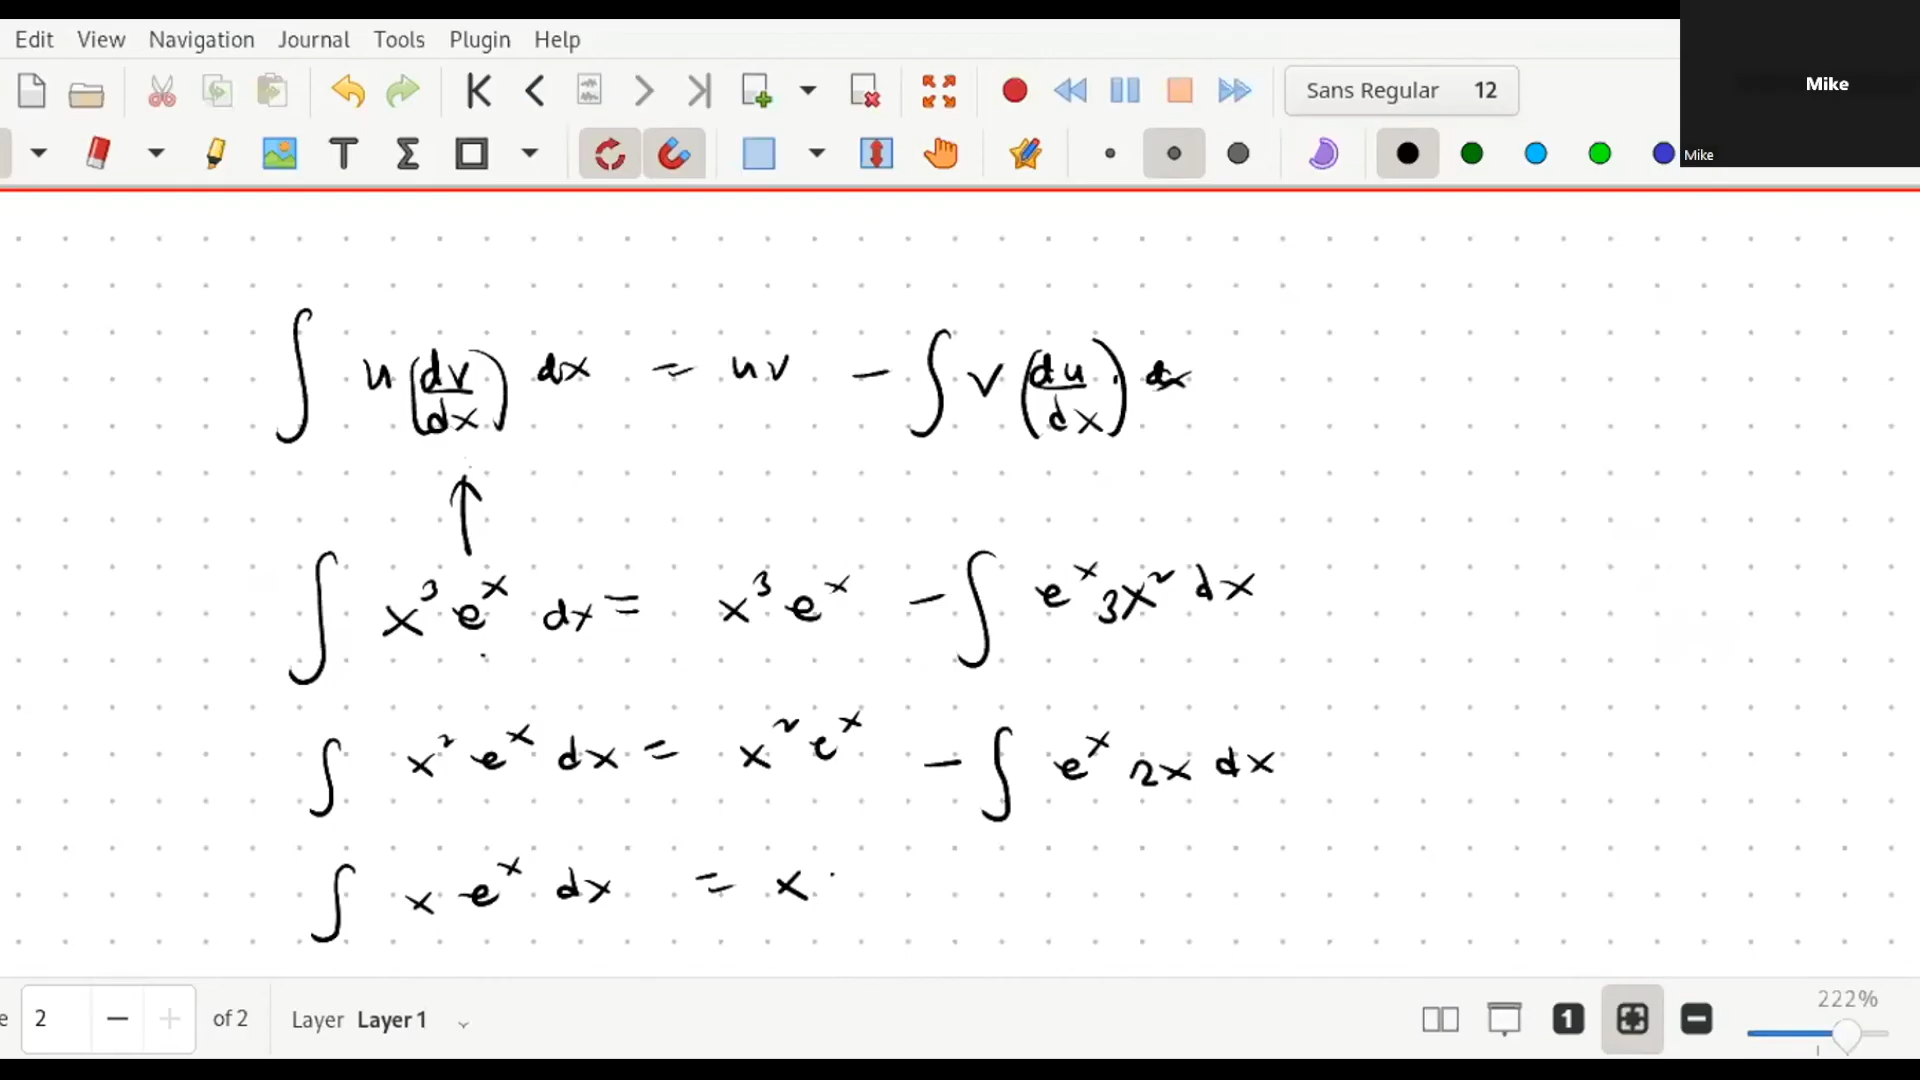 Edit View Navigation Journal Tools Plugin Help
Mike
Sans Regular 12
Mike
∫ u (dv/dx) dx = uv − ∫ v (du/dx) dx
↑
∫ x³ eˣ dx = x³ eˣ − ∫ eˣ 3x² dx
∫ x² eˣ dx = x² eˣ − ∫ eˣ 2x dx
∫ x eˣ dx = x
e 2 of 2 Layer Layer 1 1 222%